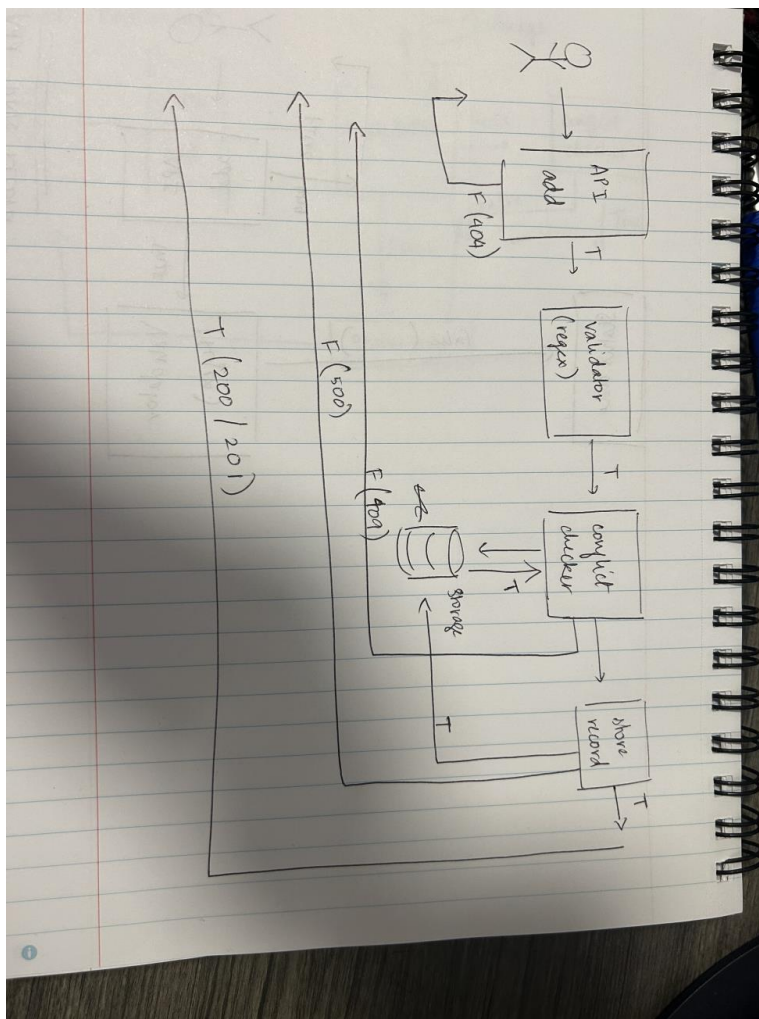 API
add
T
F (404)
validator
(regex)
T
conflict
checker
T
storage
F (409)
store
record
T
T
F (500)
T (200 / 201)